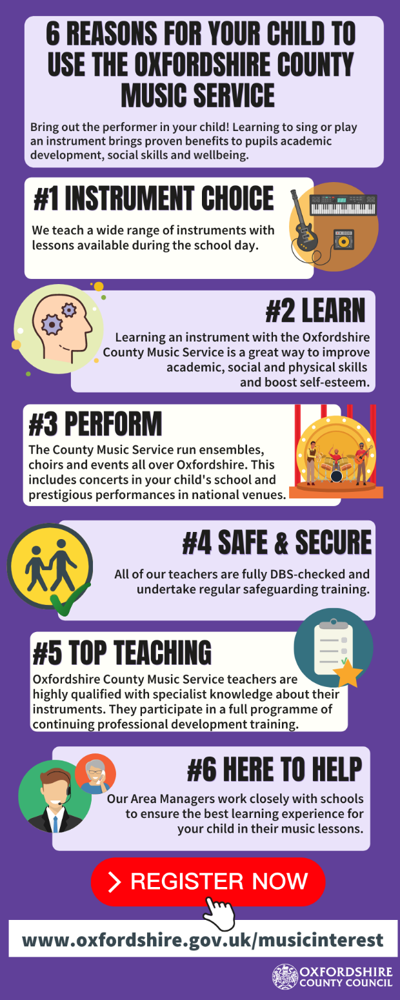 6 REASONS FOR YOUR CHILD TO
USE THE OXFORDSHIRE COUNTY
MUSIC SERVICE
Bring out the performer in your child! Learning to sing or play
an instrument brings proven benefits to pupils academic
development, social skills and wellbeing.
#1 INSTRUMENT CHOICE
We teach a wide range of instruments with
lessons available during the school day.
#2 LEARN
Learning an instrument with the Oxfordshire
County Music Service is a great way to improve
academic, social and physical skills
and boost self-esteem.
#3 PERFORM
The County Music Service run ensembles,
choirs and events all over Oxfordshire. This
includes concerts in your child's school and
prestigious performances in national venues.
#4 SAFE & SECURE
All of our teachers are fully DBS-checked and
undertake regular safeguarding training.
#5 TOP TEACHING
Oxfordshire County Music Service teachers are
highly qualified with specialist knowledge about their
instruments. They participate in a full programme of
continuing professional development training.
#6 HERE TO HELP
Our Area Managers work closely with schools
to ensure the best learning experience for
your child in their music lessons.
> REGISTER NOW
www.oxfordshire.gov.uk/musicinterest
OXFORDSHIRE
COUNTY COUNCIL